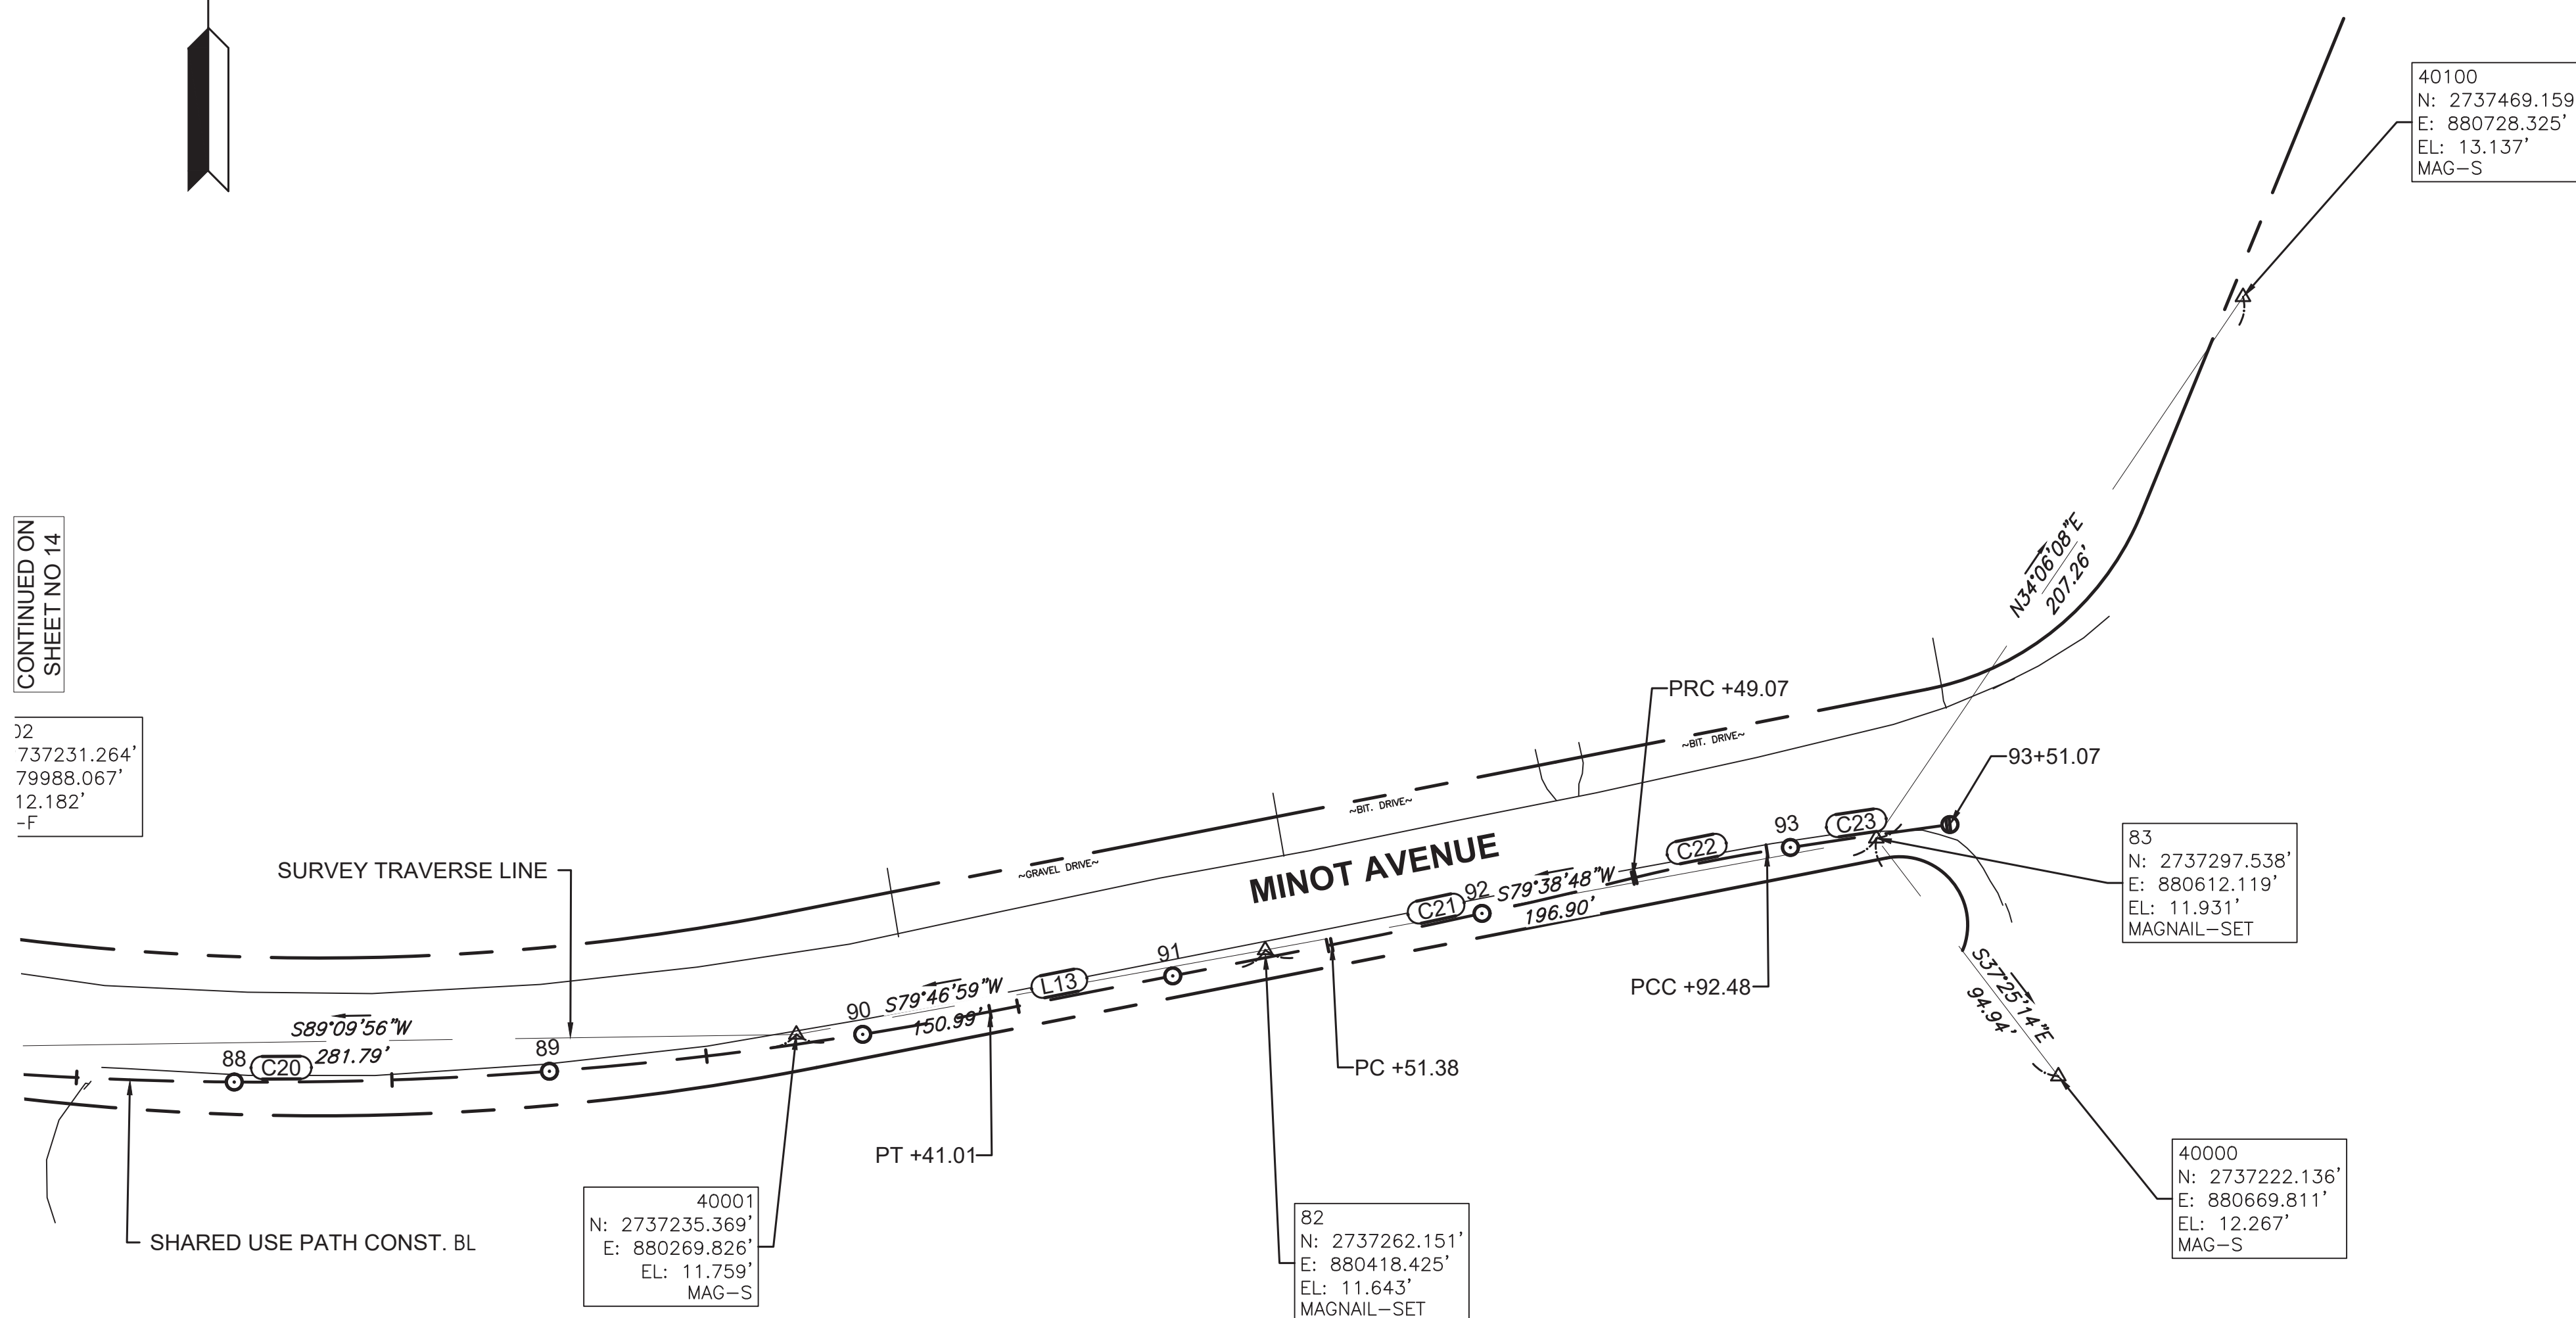 40100
N: 2737469.159
E: 880728.325'
EL: 13.137'
MAG-S
CONTINUED ON
SHEET NO 14
N34°06'08"E
207.26'
PRC +49.07
02
737231.264'
79988.067'
12.182'
-F
~BIT. DRIVE~
93+51.07
~BIT. DRIVE~
93
C23
C22
83
N: 2737297.538'
E: 880612.119'
EL: 11.931'
MAGNAIL-SET
SURVEY TRAVERSE LINE
~GRAVEL DRIVE~
MINOT AVENUE
S79°38'48"W
196.90'
92
C21
91
PCC +92.48
S37°25'14"E
94.94'
L13
S79°46'59"W
150.99'
90
S89°09'56"W
281.79'
88
C20
89
PC +51.38
PT +41.01
40000
N: 2737222.136'
E: 880669.811'
EL: 12.267'
MAG-S
40001
N: 2737235.369'
E: 880269.826'
EL: 11.759'
MAG-S
82
N: 2737262.151'
E: 880418.425'
EL: 11.643'
MAGNAIL-SET
SHARED USE PATH CONST. BL